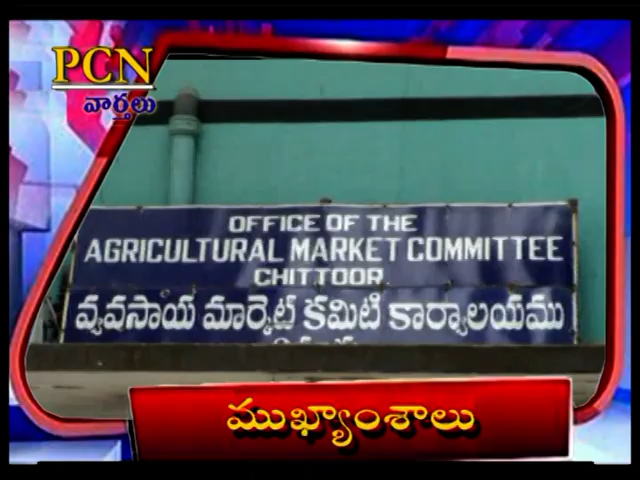 PCN
వార్తలు
OFFICE OF THE
AGRICULTURAL MARKET COMMITTEE
CHITTOOR
వ్యవసాయ మార్కెట్ కమిటి కార్యాలయము
ముఖ్యాంశాలు